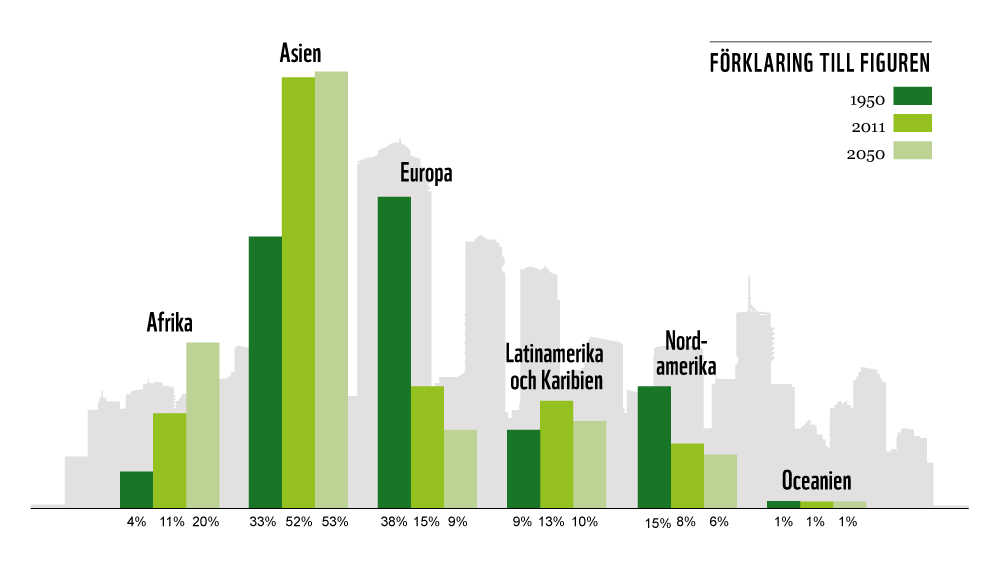 Asien
FÖRKLARING TILL FIGUREN
1950
2011
2050
Europa
Afrika
Latinamerika
och Karibien
Nord-
amerika
Oceanien
4% 11% 20% 33% 52% 53% 38% 15% 9% 9% 13% 10% 15% 8% 6% 1% 1% 1%